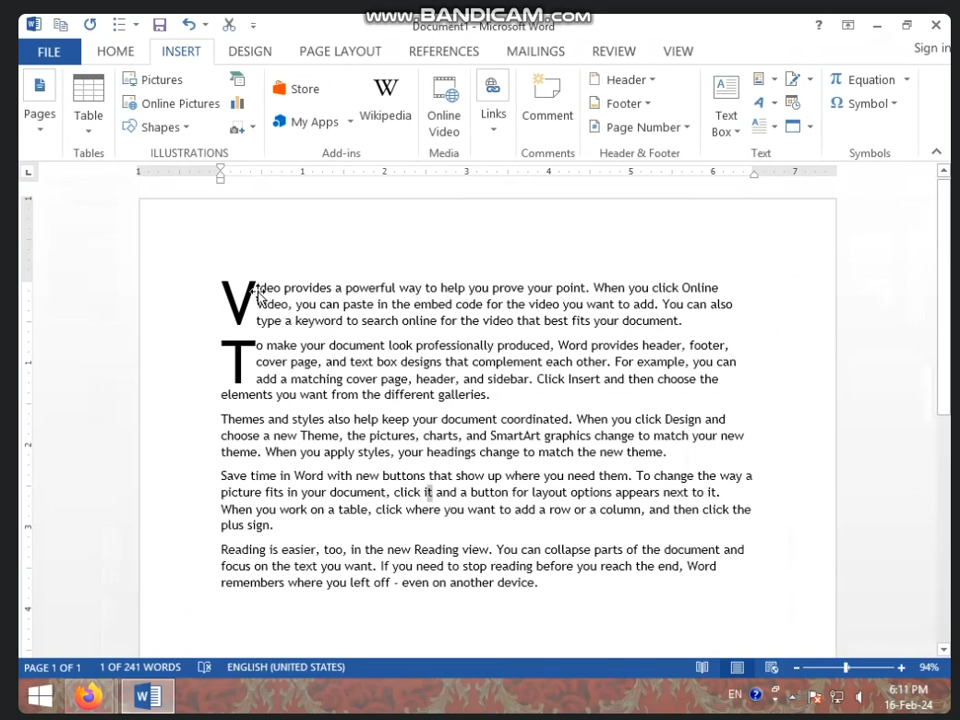 www.BANDICAM.com
Document1 - Microsoft Word
? 
Sign in
FILE HOME INSERT DESIGN PAGE LAYOUT REFERENCES MAILINGS REVIEW VIEW
Pages
Table
Pictures
Online Pictures
Shapes
Store
My Apps
W
Wikipedia
Online
Video
Links
Comment
Header
Footer
Page Number
Text
Box
π Equation
Ω Symbol
Tables ILLUSTRATIONS Add-ins Media Comments Header & Footer Text Symbols
1 1 2 3 4 5 6 7
Video provides a powerful way to help you prove your point. When you click Online
Video, you can paste in the embed code for the video you want to add. You can also
type a keyword to search online for the video that best fits your document.
To make your document look professionally produced, Word provides header, footer,
cover page, and text box designs that complement each other. For example, you can
add a matching cover page, header, and sidebar. Click Insert and then choose the
elements you want from the different galleries.
Themes and styles also help keep your document coordinated. When you click Design and
choose a new Theme, the pictures, charts, and SmartArt graphics change to match your new
theme. When you apply styles, your headings change to match the new theme.
Save time in Word with new buttons that show up where you need them. To change the way a
picture fits in your document, click it and a button for layout options appears next to it.
When you work on a table, click where you want to add a row or a column, and then click the
plus sign.
Reading is easier, too, in the new Reading view. You can collapse parts of the document and
focus on the text you want. If you need to stop reading before you reach the end, Word
remembers where you left off - even on another device.
1
1
2
3
4
PAGE 1 OF 1 1 OF 241 WORDS ENGLISH (UNITED STATES) 94%
EN
6:11 PM
16-Feb-24